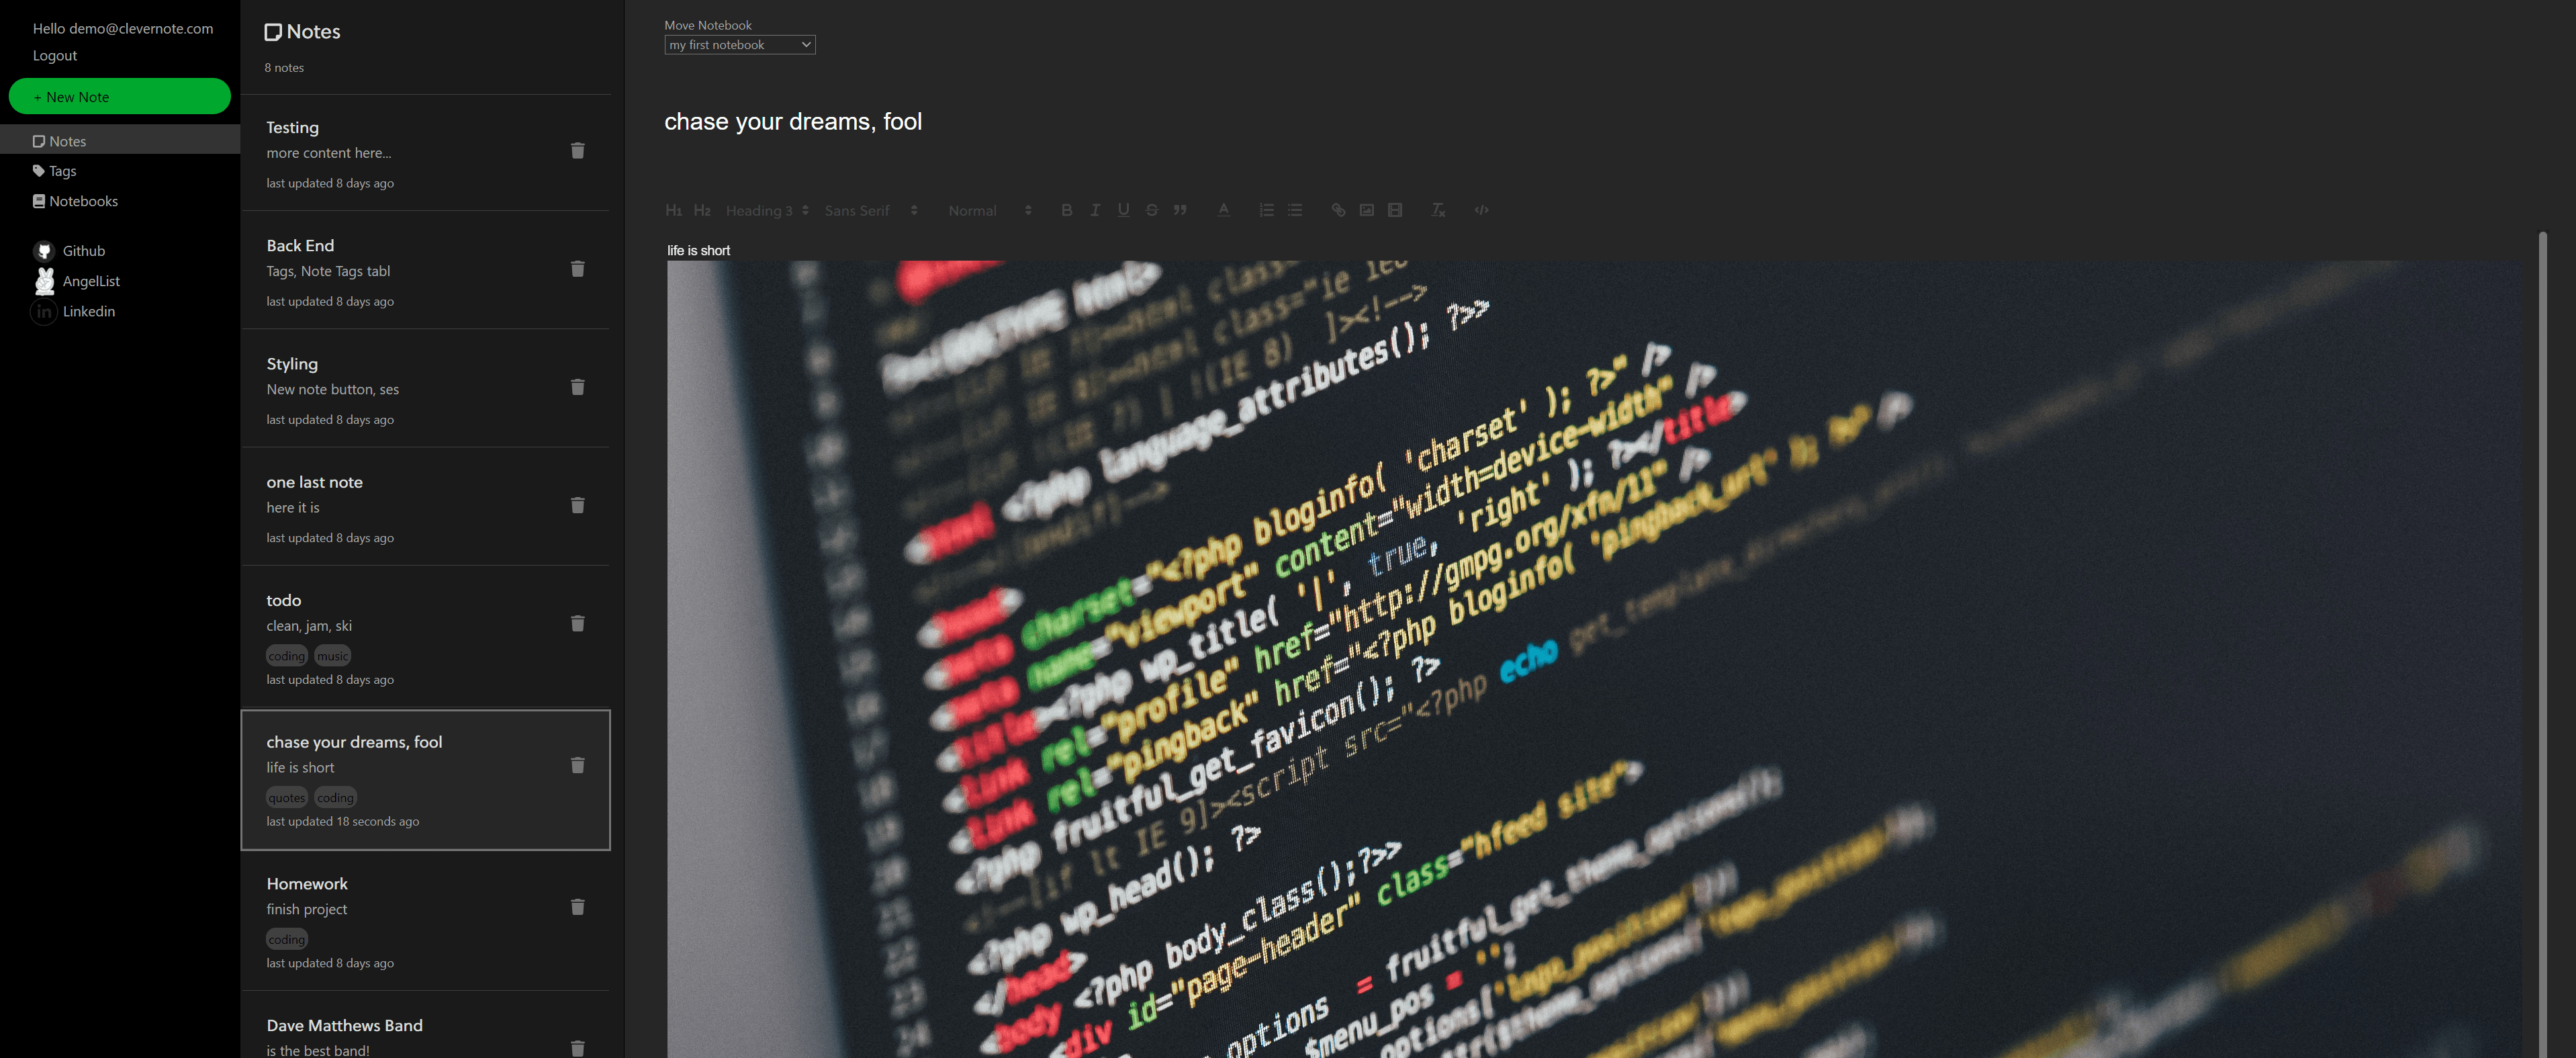 Hello demo@clevernote.com
Logout
+ New Note
Notes
Tags
Notebooks
Github
AngelList
Linkedin
Notes
8 notes
Testing
more content here...
last updated 8 days ago
Back End
Tags, Note Tags tabl
last updated 8 days ago
Styling
New note button, ses
last updated 8 days ago
one last note
here it is
last updated 8 days ago
todo
clean, jam, ski
coding music
last updated 8 days ago
chase your dreams, fool
life is short
quotes coding
last updated 18 seconds ago
Homework
finish project
coding
last updated 8 days ago
Dave Matthews Band
is the best band!
Move Notebook
my first notebook
chase your dreams, fool
H1 H2 Heading 3 Sans Serif Normal
life is short
<?php language_attributes(); ?>>
charset="<?php bloginfo( 'charset' ); ?>" />
name="viewport" content="width=device-width"
<title><?php wp_title( '|', true, 'right' ); ?></title>
<link rel="profile" href="http://gmpg.org/xfn/11" />
<link rel="pingback" href="<?php bloginfo( 'pingback_url' ); ?>" />
<?php fruitful_get_favicon(); ?>
<!--[if lt IE 9]><script src="<?php echo get_template_directory_uri();
<?php wp_head(); ?>
</head>
<body <?php body_class();?>>
<div id="page-header" class="hfeed site">
options = fruitful_get_theme_options();
$menu_pos = '';